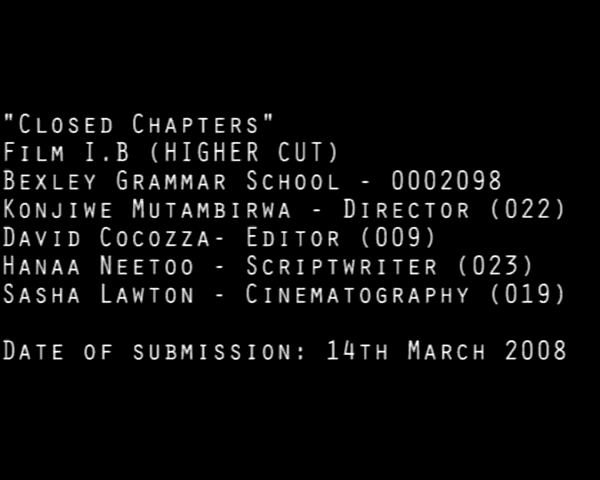 "Closed Chapters"
Film I.B (HIGHER CUT)
Bexley Grammar School - 0002098
Konjiwe Mutambirwa - Director (022)
David Cocozza- Editor (009)
Hanaa Neetoo - Scriptwriter (023)
Sasha Lawton - Cinematography (019)
Date of submission: 14th March 2008